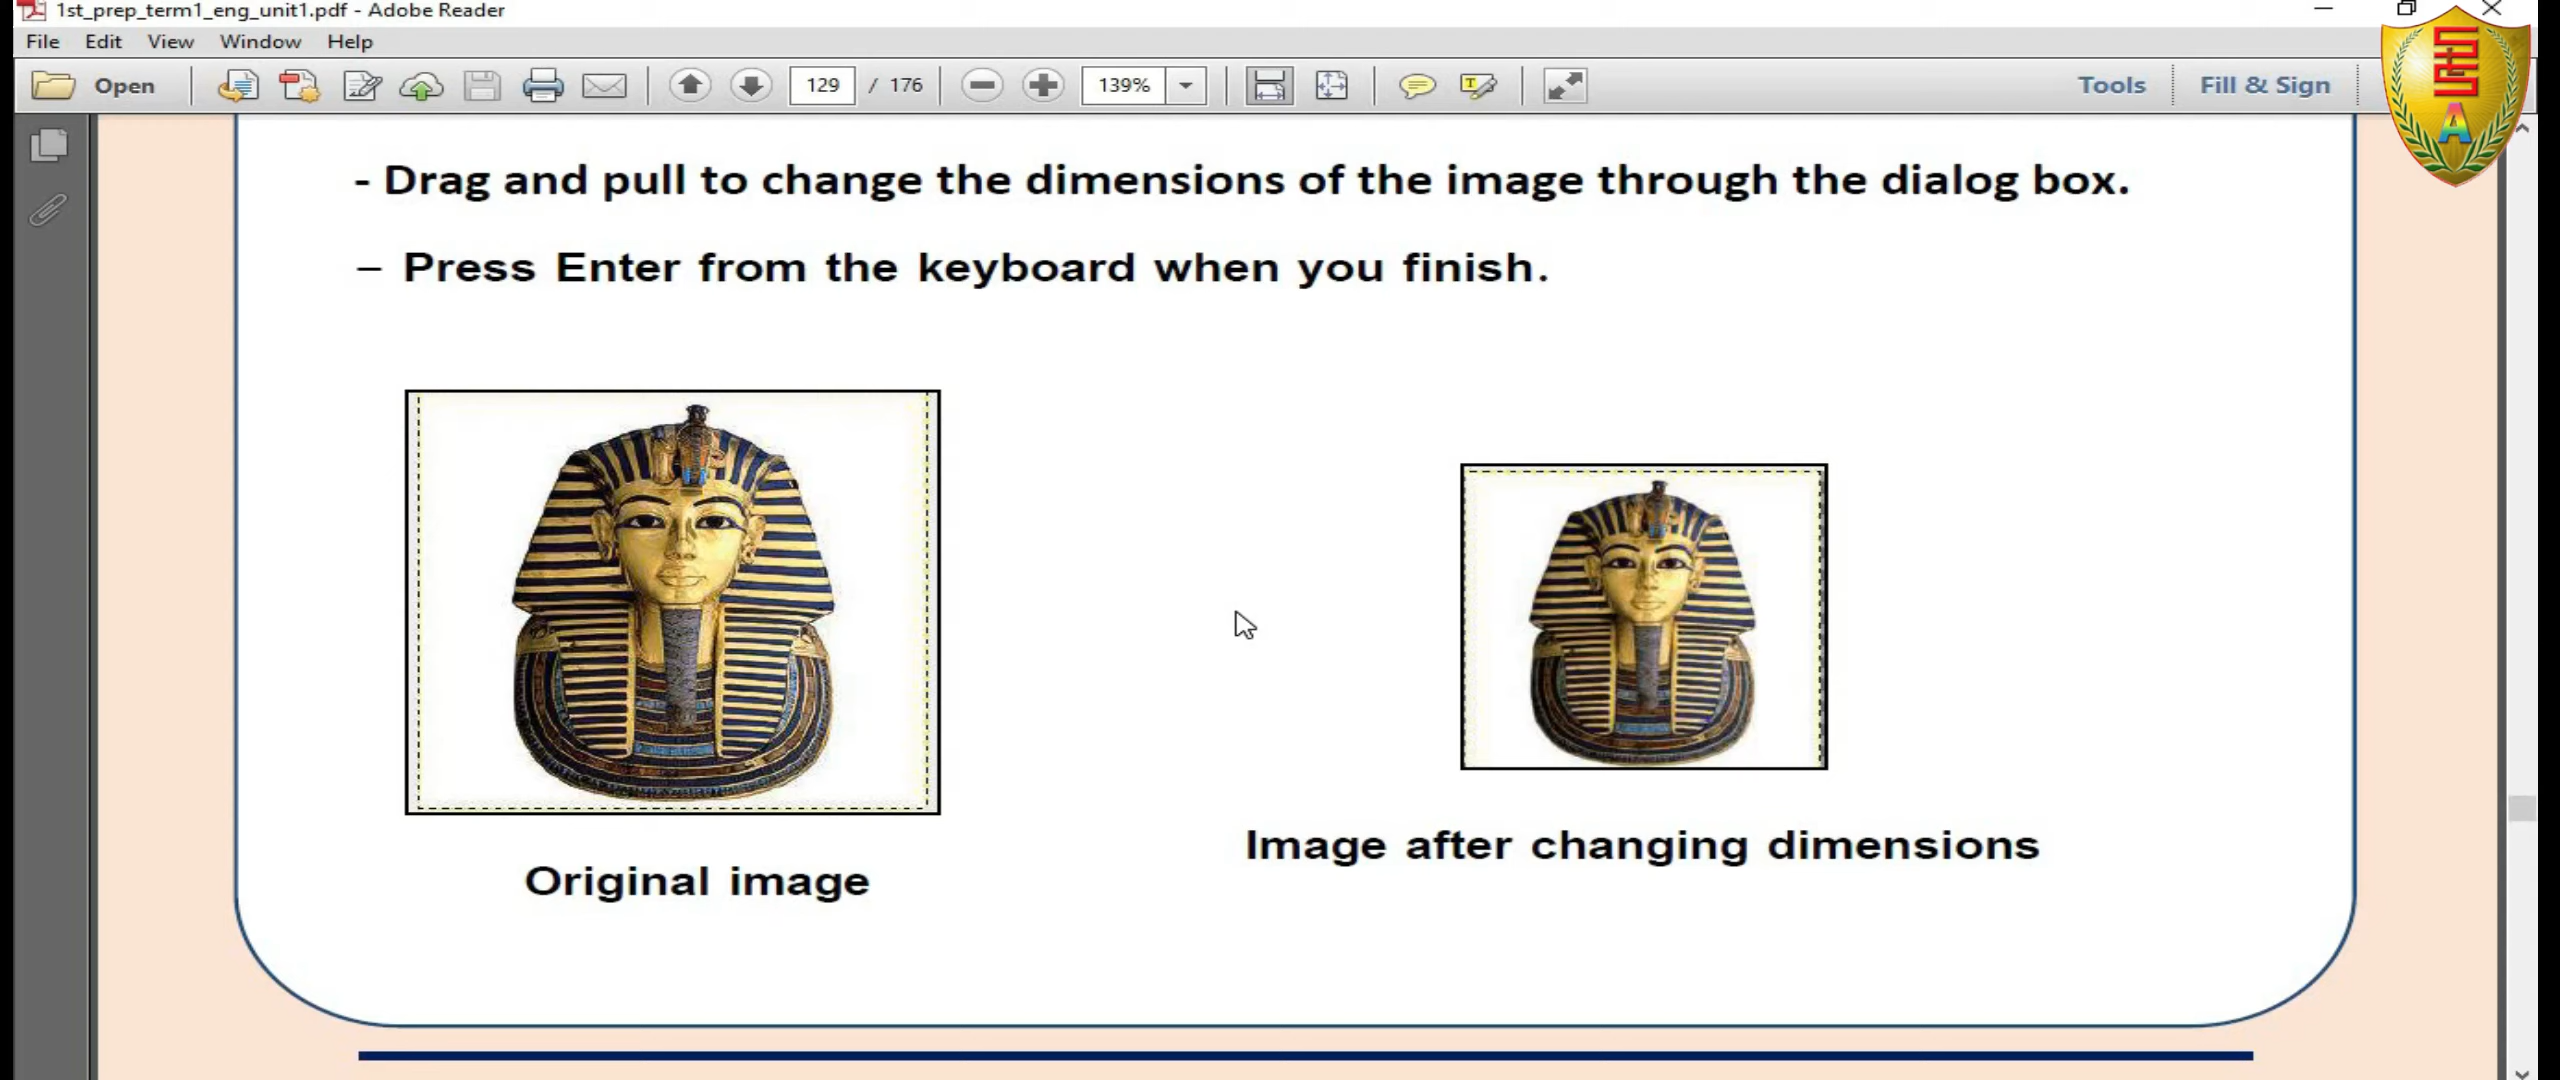 1st_prep_term1_eng_unit1.pdf - Adobe Reader
File Edit View Window Help
Open 129 / 176 139% Tools Fill & Sign
- Drag and pull to change the dimensions of the image through the dialog box.
– Press Enter from the keyboard when you finish.
Image after changing dimensions
Original image